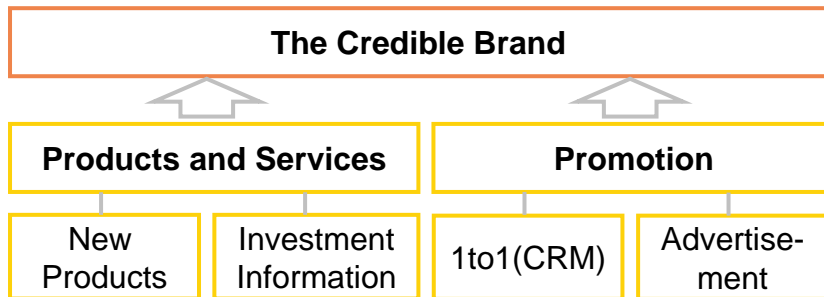 The Credible Brand
Products and Services
Promotion
New
Products
Investment
Information
1to1(CRM)
Advertise-
ment